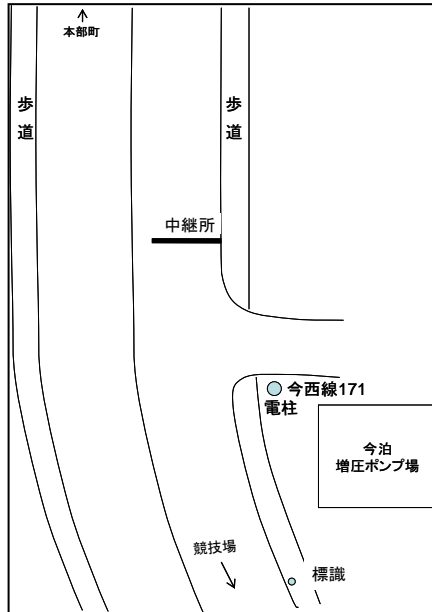 本部町
歩道
歩道
中継所
今西線171
電柱
今泊
増圧ポンプ場
競技場
標識